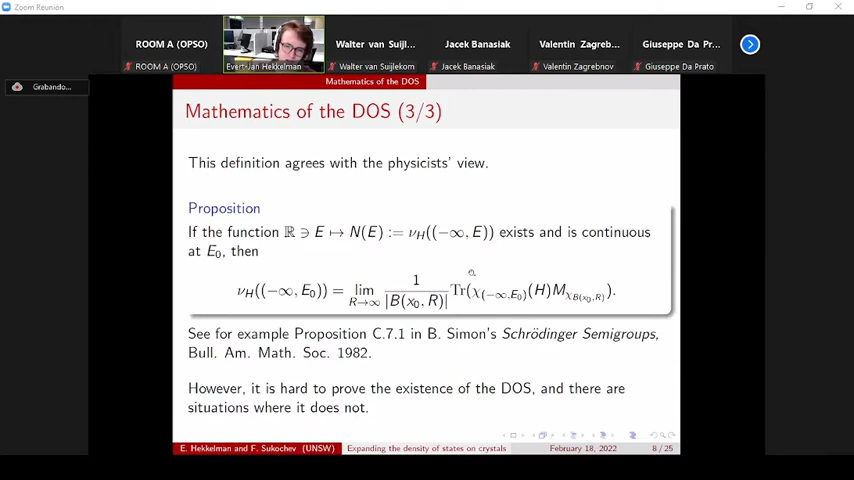 Zoom Reunión
ROOM A (OPSO)
Walter van Suijl...
Jacek Banasiak
Valentin Zagreb...
Giuseppe Da Pr...
ROOM A (OPSO)
Evert-Jan Hekkelman
Walter van Suijlekom
Jacek Banasiak
Valentin Zagrebnov
Giuseppe Da Prato
Grabando...
Mathematics of the DOS
Mathematics of the DOS (3/3)
This definition agrees with the physicists' view.
Proposition
If the function ℝ ∋ E ↦ N(E) := ν_H((−∞, E)) exists and is continuous
at E₀, then
ν_H((−∞, E₀)) = lim_{R→∞} 1/|B(x₀, R)| Tr(χ_{(−∞,E₀)}(H)M_{χ_{B(x₀,R)}}).
See for example Proposition C.7.1 in B. Simon's Schrödinger Semigroups,
Bull. Am. Math. Soc. 1982.
However, it is hard to prove the existence of the DOS, and there are
situations where it does not.
E. Hekkelman and F. Sukochev (UNSW)
Expanding the density of states on crystals
February 18, 2022
8 / 25